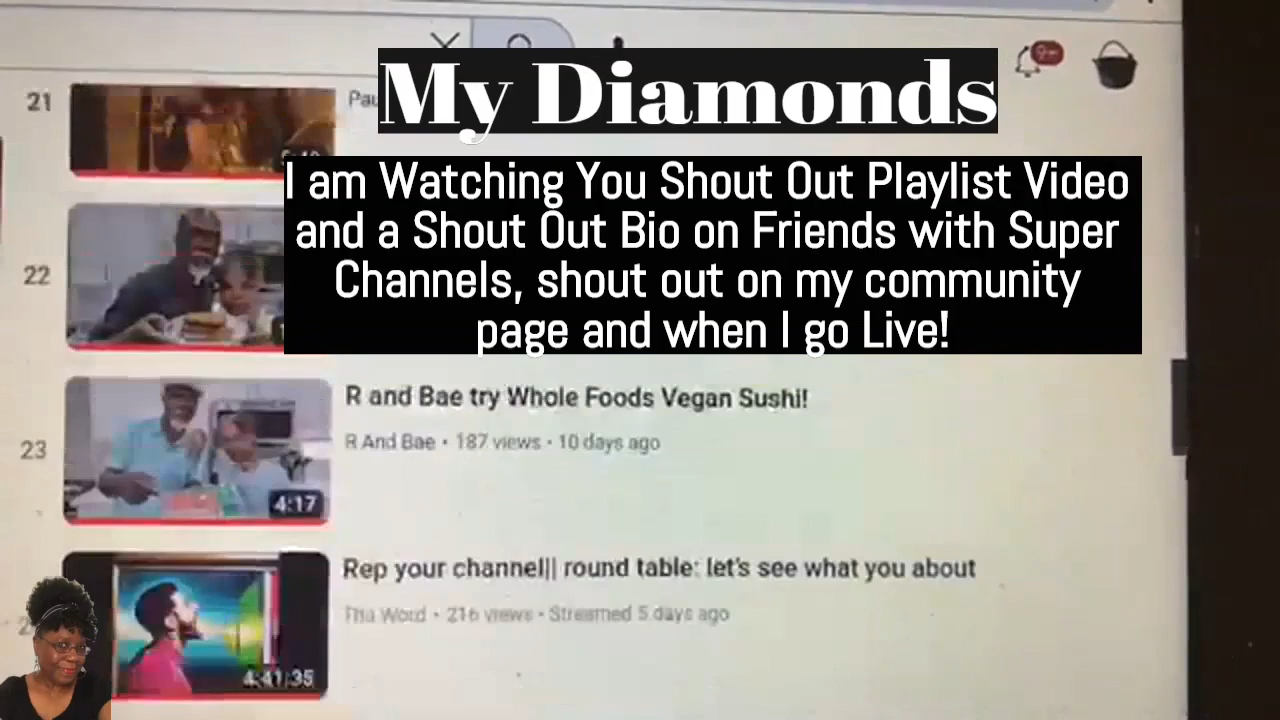 My Diamonds
9+
21
I am Watching You Shout Out Playlist Video
and a Shout Out Bio on Friends with Super
Channels, shout out on my community
page and when I go Live!
22
23
R and Bae try Whole Foods Vegan Sushi!
R And Bae • 187 views • 10 days ago
4:17
Rep your channel|| round table: let's see what you about
Tha Word • 216 views • Streamed 5 days ago
4:41:35